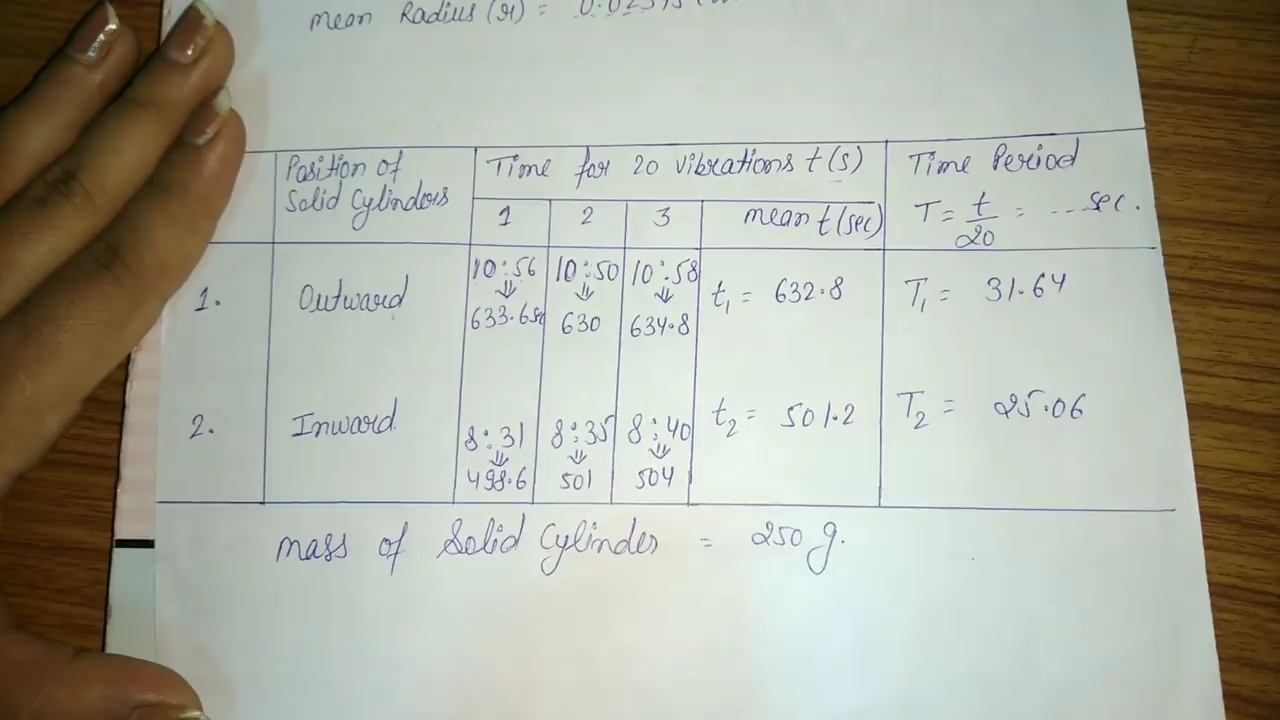 mean Radius (r) =
Position of Solid Cylinders
Time for 20 vibrations t(s)
Time Period
T = t/20 = ...sec.
1 2 3 mean t(sec)
1. Outward
10:56 10:50 10:58
⇓ ⇓ ⇓
633.6 630 634.8
t₁ = 632.8
T₁ = 31.64
2. Inward
8:31 8:35 8:40
⇓ ⇓ ⇓
498.6 501 504
t₂ = 501.2
T₂ = 25.06
mass of Solid Cylinder = 250 g.